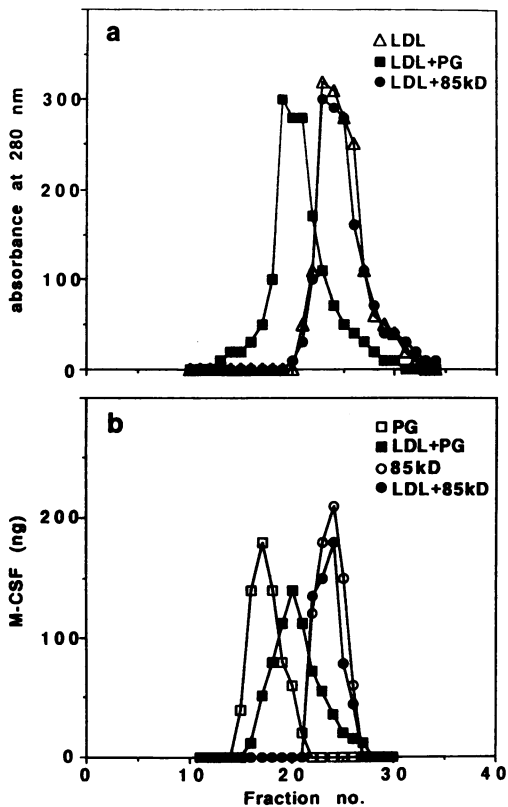 a
LDL
LDL+PG
LDL+85kD
absorbance at 280 nm
300
200
100
0
b
PG
LDL+PG
85kD
LDL+85kD
M-CSF (ng)
200
100
0
0 10 20 30 40
Fraction no.